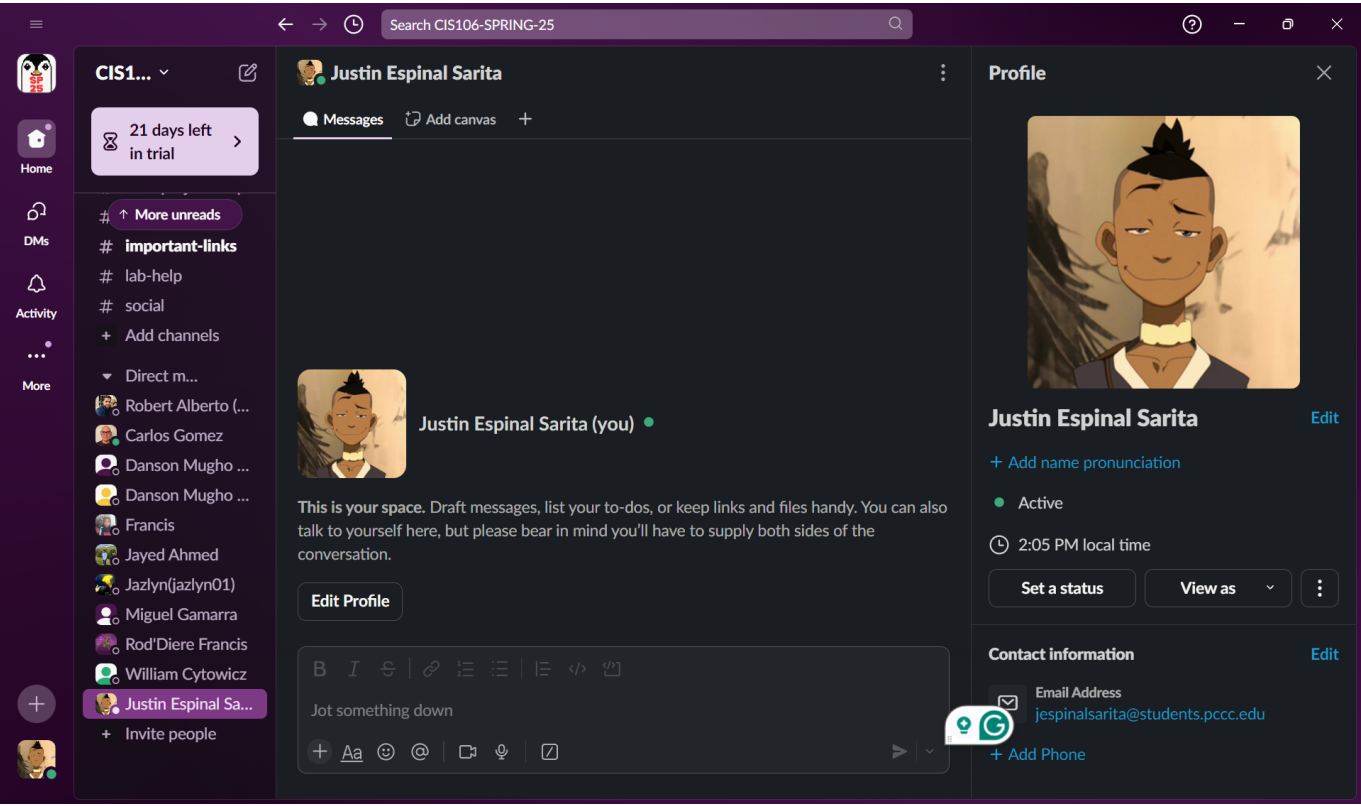 Search CIS106-SPRING-25
SP
25
Home
DMs
Activity
More
CIS1...
21 days left
in trial
More unreads
important-links
lab-help
social
Add channels
Direct m...
Robert Alberto (...
Carlos Gomez
Danson Mugho ...
Danson Mugho ...
Francis
Jayed Ahmed
Jazlyn(jazlyn01)
Miguel Gamarra
Rod'Diere Francis
William Cytowicz
Justin Espinal Sa...
Invite people
Justin Espinal Sarita
Messages Add canvas
Justin Espinal Sarita (you)
This is your space. Draft messages, list your to-dos, or keep links and files handy. You can also
talk to yourself here, but please bear in mind you’ll have to supply both sides of the
conversation.
Edit Profile
Jot something down
Aa
Profile
Justin Espinal Sarita Edit
+ Add name pronunciation
Active
2:05 PM local time
Set a status View as
Contact information Edit
Email Address
jespinalsarita@students.pccc.edu
+ Add Phone